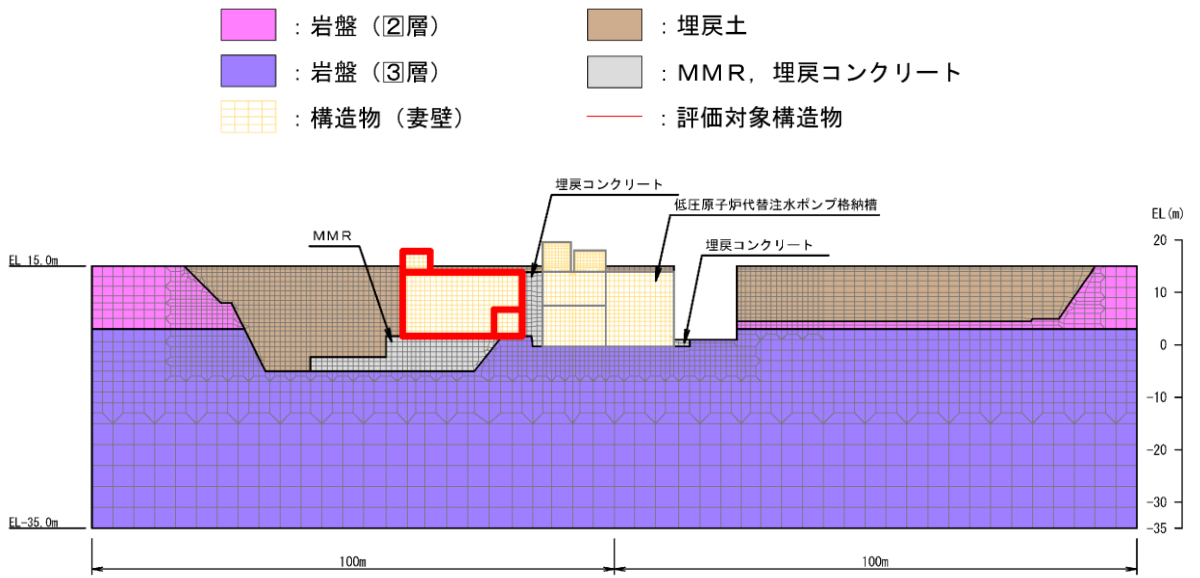 ：岩盤（2層）
：埋戻土
：岩盤（3層）
：ＭＭＲ，埋戻コンクリート
：構造物（妻壁）
：評価対象構造物
埋戻コンクリート
低圧原子炉代替注水ポンプ格納槽
ＭＭＲ
埋戻コンクリート
EL(m)
EL 15.0m
20
10
0
-10
-20
-30
-35
EL-35.0m
100m
100m